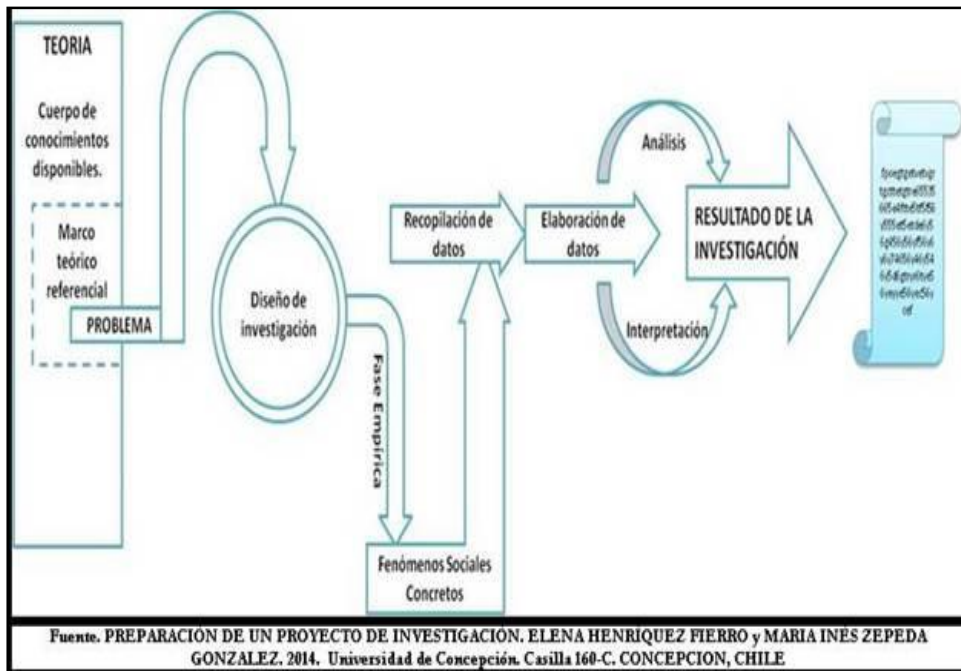 TEORIA
Cuerpo de
conocimientos
disponibles.
Marco
teórico
referencial
PROBLEMA
Diseño de
investigación
Fase Empírica
Fenómenos Sociales
Concretos
Recopilación de
datos
Elaboración de
datos
Análisis
Interpretación
RESULTADO DE LA
INVESTIGACIÓN
Fuente. PREPARACIÓN DE UN PROYECTO DE INVESTIGACIÓN. ELENA HENRÍQUEZ FIERRO y MARIA INÉS ZEPEDA
GONZALEZ. 2014. Universidad de Concepción. Casilla 160-C. CONCEPCION, CHILE